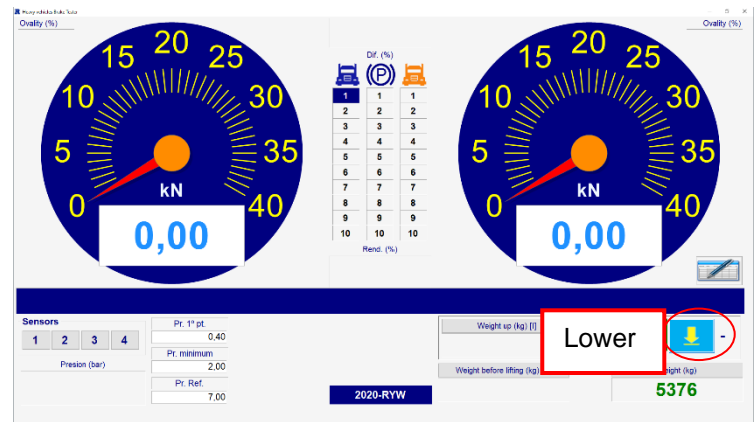 Heavy vehicles Brake Tester
Ovality (%)
Ovality (%)
0
5
10
15
20
25
30
35
40
kN
0,00
Dif. (%)
P
1 1 1
2 2 2
3 3 3
4 4 4
5 5 5
6 6 6
7 7 7
8 8 8
9 9 9
10 10 10
Rend. (%)
0
5
10
15
20
25
30
35
40
kN
0,00
Sensors
1 2 3 4
Presion (bar)
Pr. 1º pt.
0,40
Pr. minimum
2,00
Pr. Ref.
7,00
2020-RYW
Weight up (kg) [I]
Lower
-
Weight before lifting (kg)
eight (kg)
5376